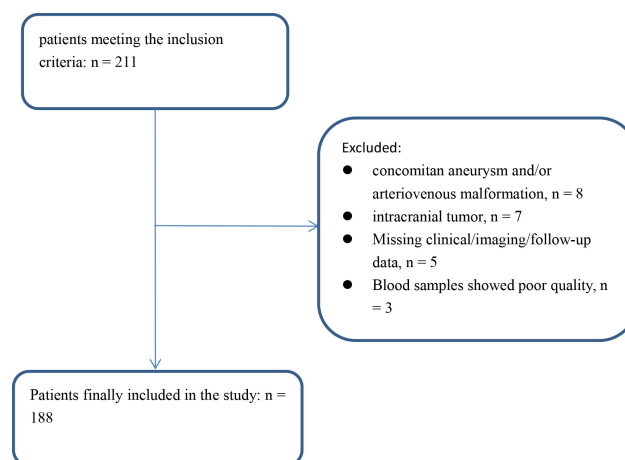 patients meeting the inclusion
criteria: n = 211
Excluded:
● concomitan aneurysm and/or
arteriovenous malformation, n = 8
● intracranial tumor, n = 7
● Missing clinical/imaging/follow-up
data, n = 5
● Blood samples showed poor quality, n
= 3
Patients finally included in the study: n =
188